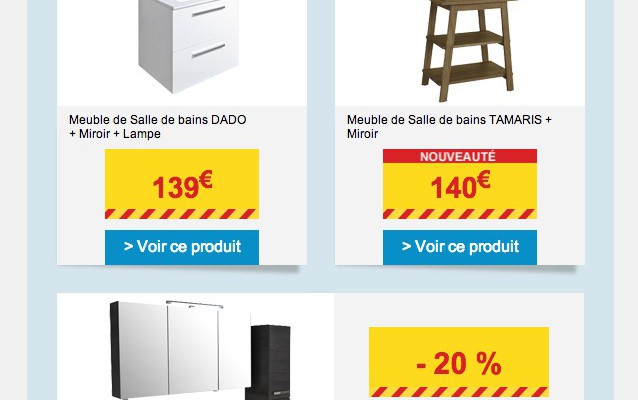 Meuble de Salle de bains DADO
+ Miroir + Lampe
139€
> Voir ce produit
Meuble de Salle de bains TAMARIS +
Miroir
NOUVEAUTÉ
140€
> Voir ce produit
- 20 %